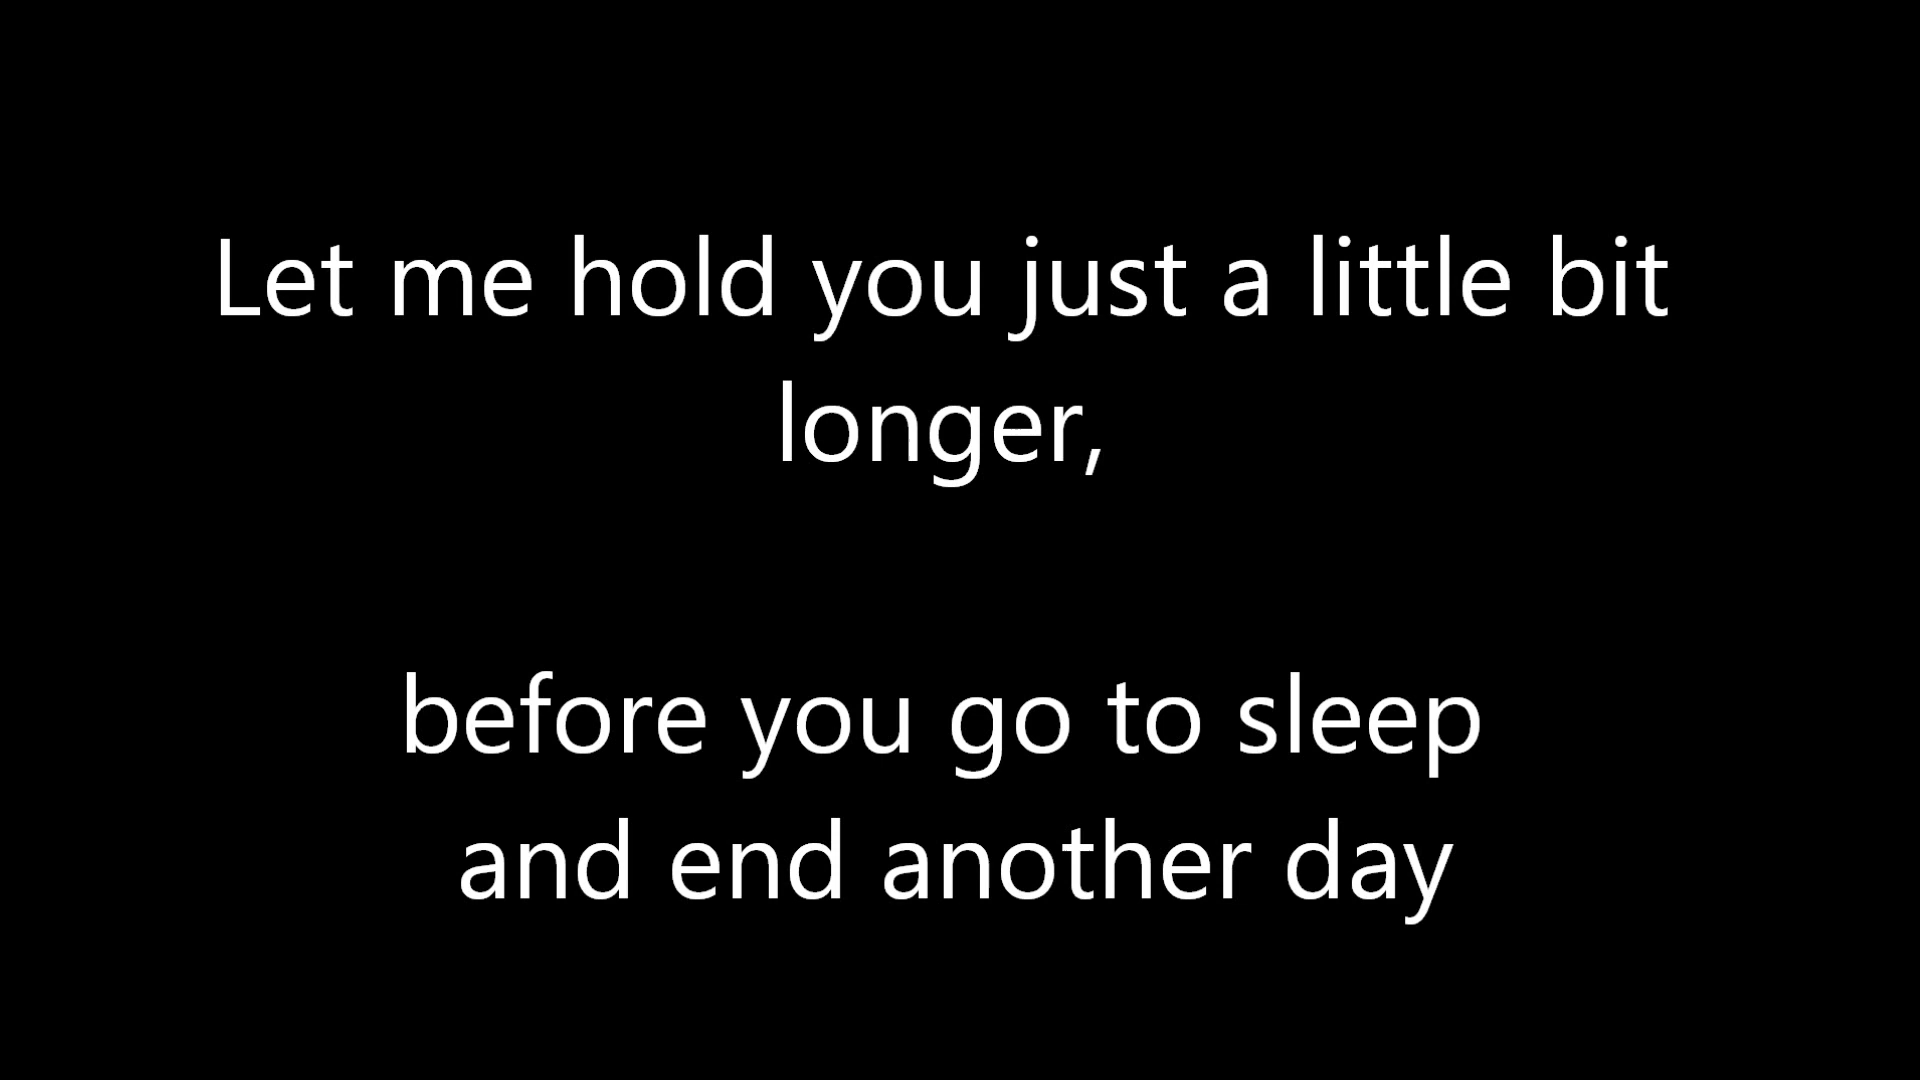 Let me hold you just a little bit
longer,
before you go to sleep
and end another day